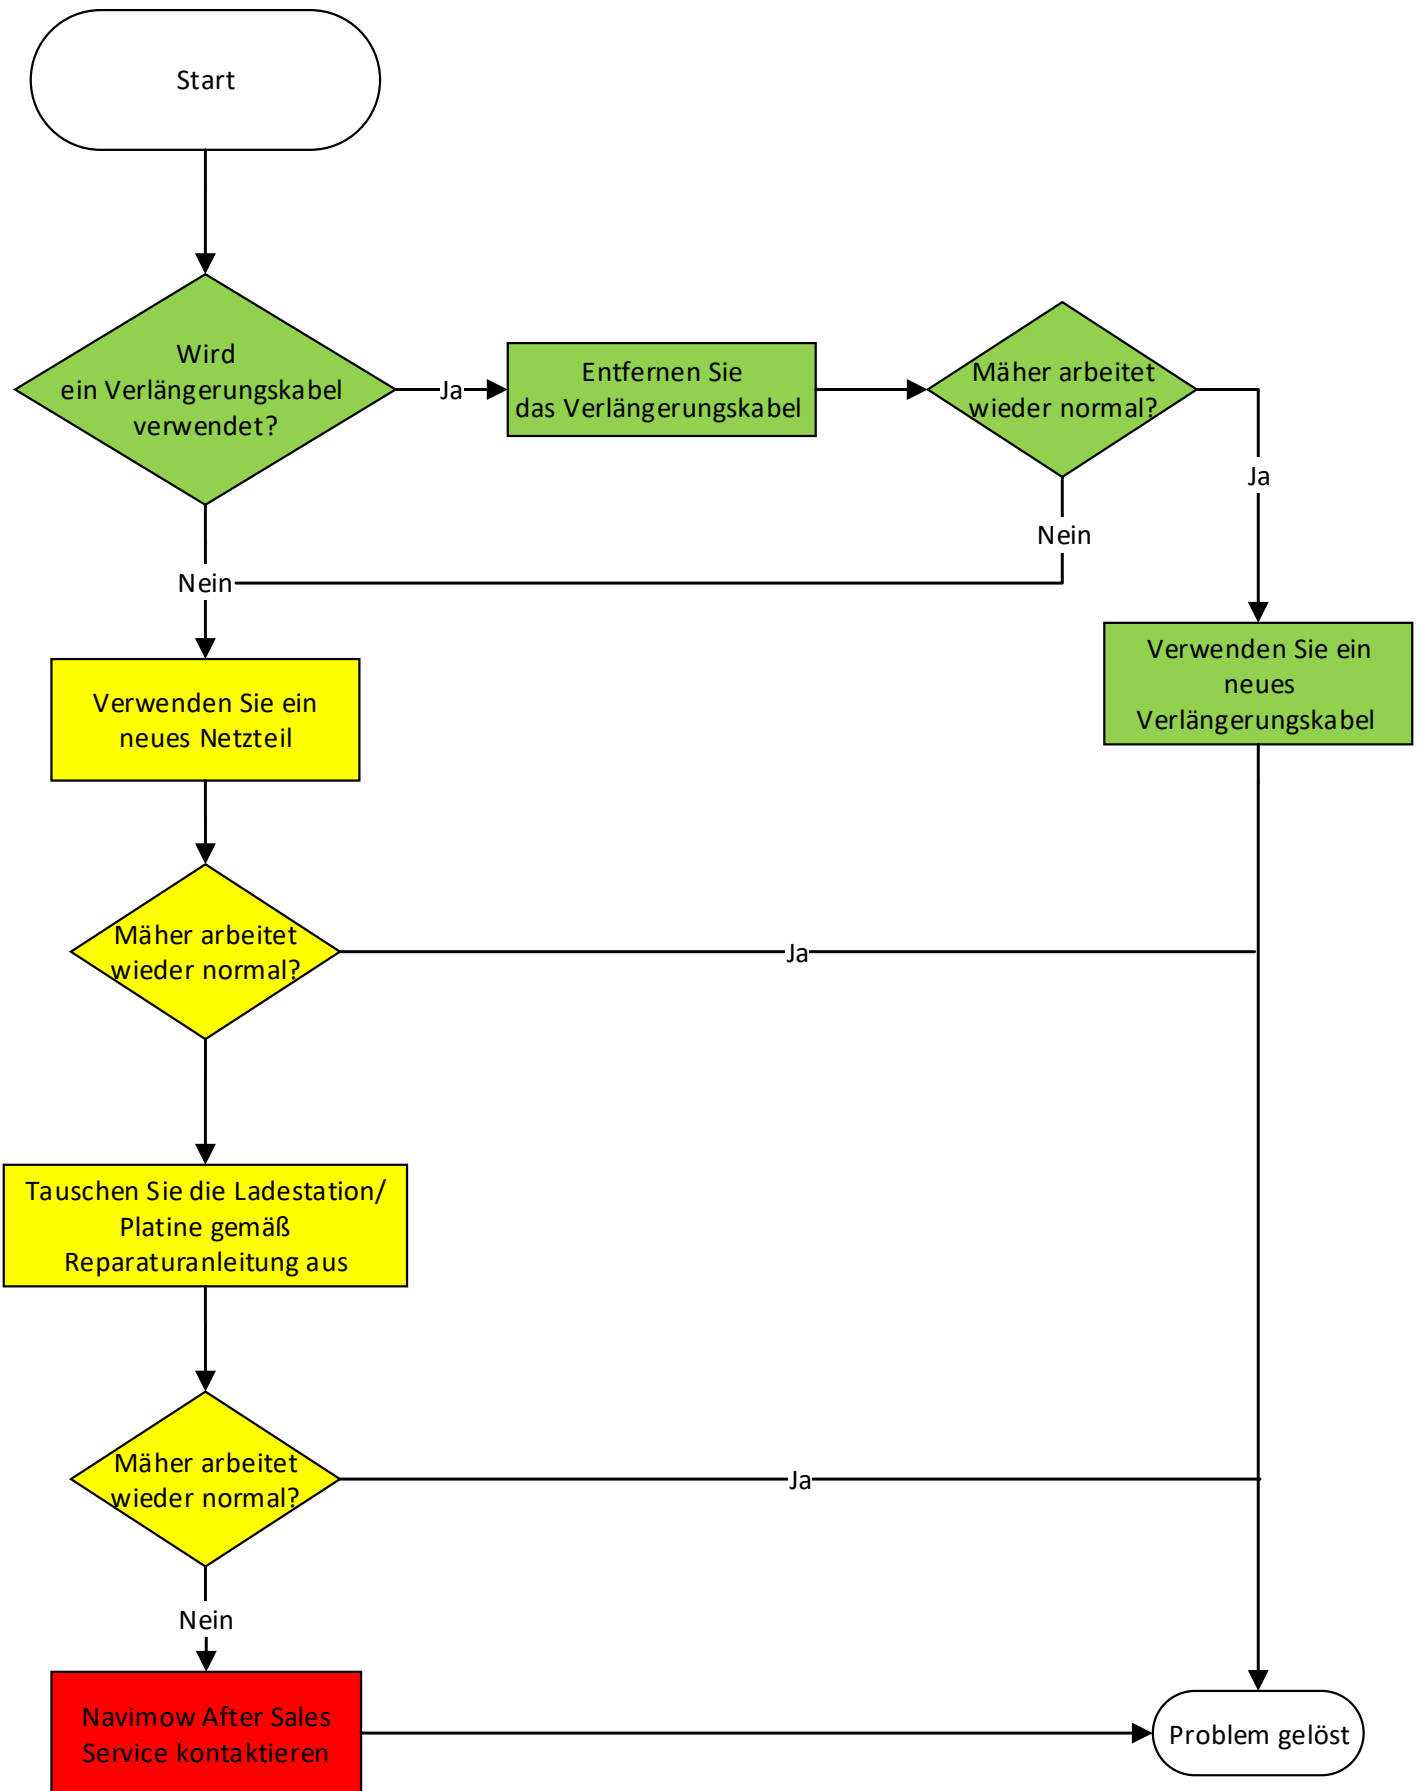 Start
Wird
ein Verlängerungskabel
verwendet?
Ja
Entfernen Sie
das Verlängerungskabel
Mäher arbeitet
wieder normal?
Ja
Nein
Nein
Verwenden Sie ein
neues
Verlängerungskabel
Verwenden Sie ein
neues Netzteil
Mäher arbeitet
wieder normal?
Ja
Tauschen Sie die Ladestation/
Platine gemäß
Reparaturanleitung aus
Mäher arbeitet
wieder normal?
Ja
Nein
Navimow After Sales
Service kontaktieren
Problem gelöst